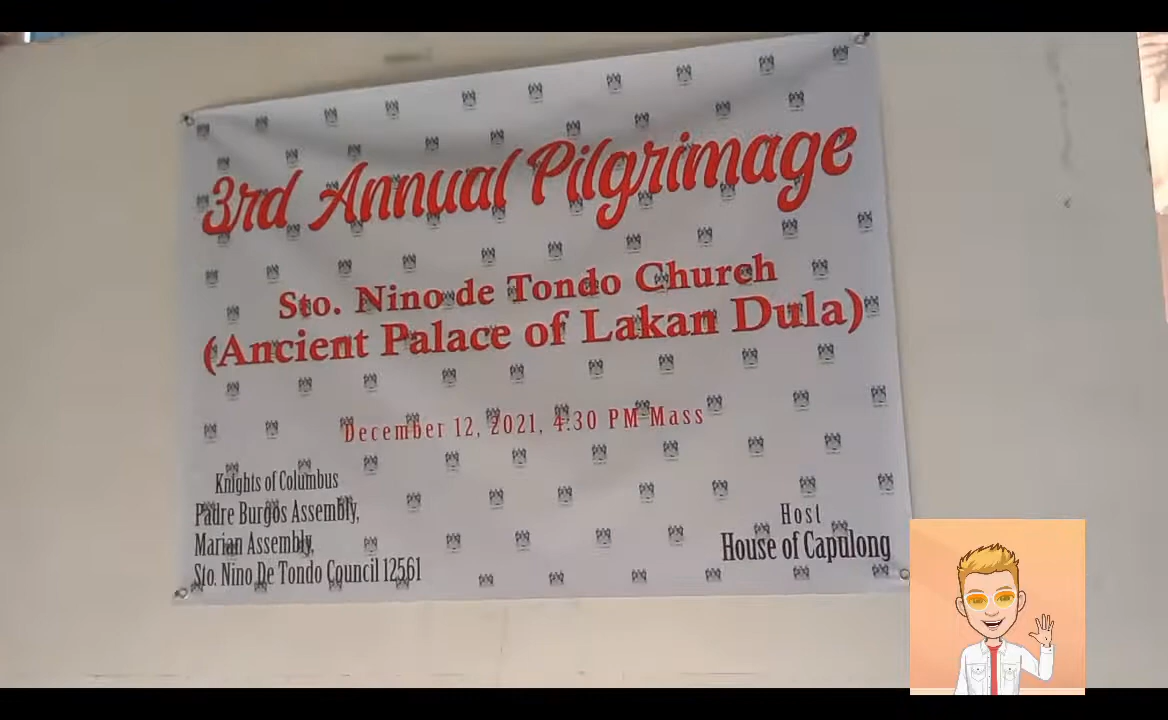 3rd Annual Pilgrimage
Sto. Nino de Tondo Church
(Ancient Palace of Lakan Dula)
December 12, 2021, 4:30 PM Mass
Knights of Columbus
Padre Burgos Assembly,
Marian Assembly,
Sto. Nino De Tondo Council 12561
Host
House of Capulong